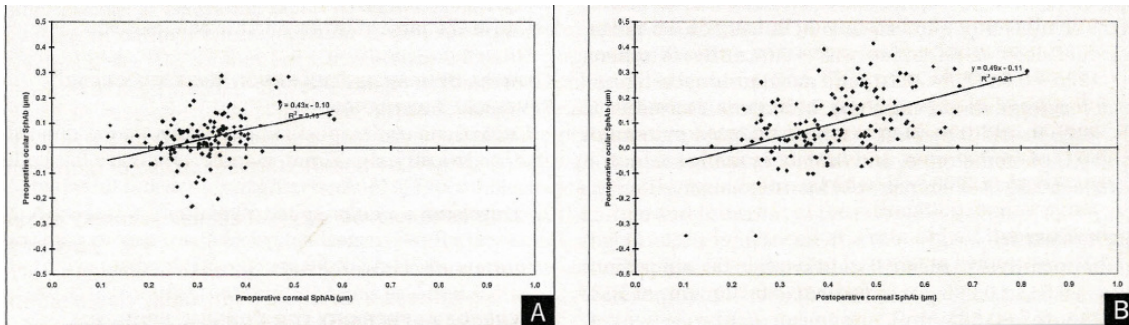 Preoperative ocular SphAb (µm)
0.5
0.4
0.3
0.2
0.1
0.0
-0.1
-0.2
-0.3
-0.4
-0.5
y = 0.43x - 0.10
R² =
0.0 0.1 0.2 0.3 0.4 0.5 0.6 0.7 0.8 0.9 1.0
Preoperative corneal SphAb (µm)
A
Postoperative ocular SphAb (µm)
0.5
0.4
0.3
0.2
0.1
0.0
-0.1
-0.2
-0.3
-0.4
-0.5
y = 0.49x - 0.11
R² = 0.21
0.0 0.1 0.2 0.3 0.4 0.5 0.6 0.7 0.8 0.9 1.0
Postoperative corneal SphAb (µm)
B